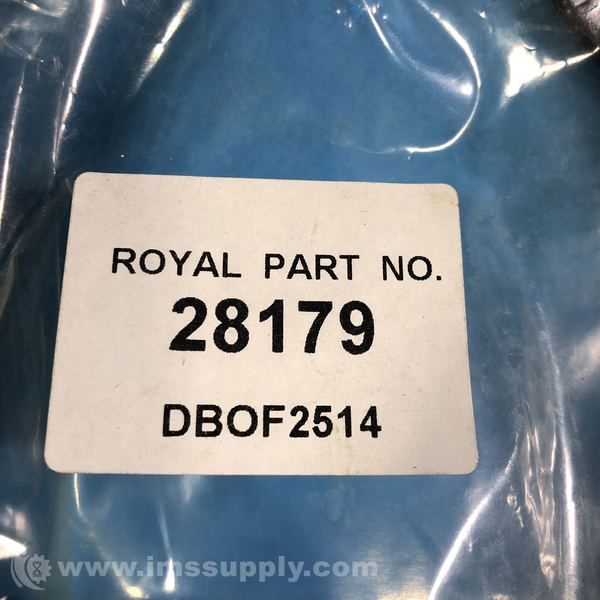 ROYAL PART NO.
28179
DBOF2514
www.imssupply.com